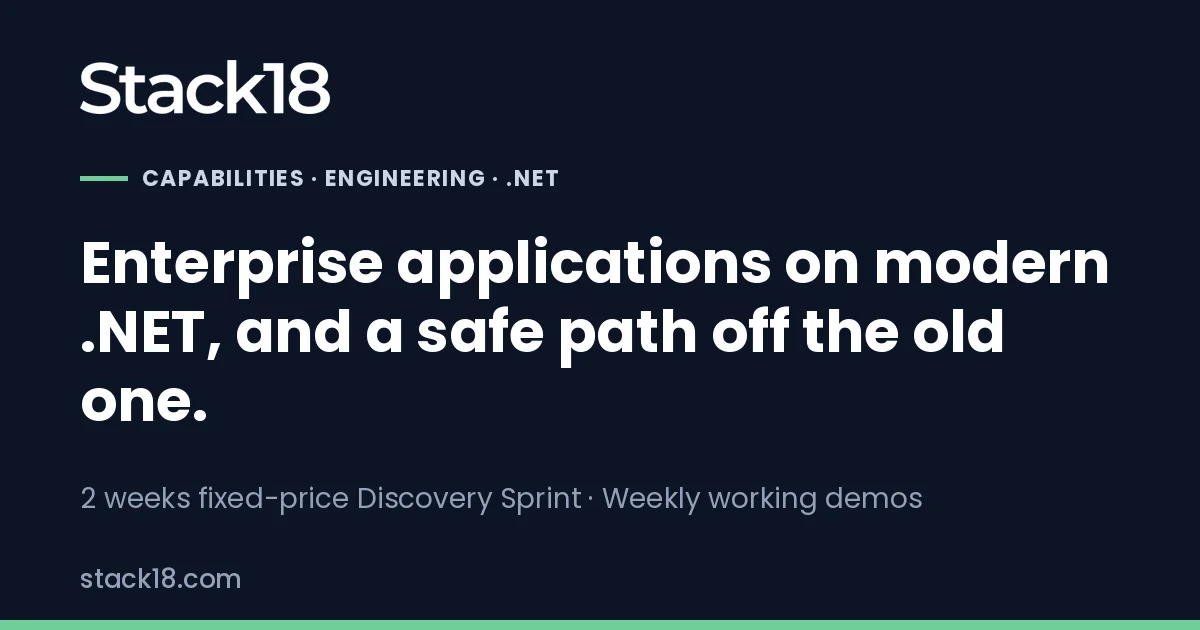 Stack18
CAPABILITIES · ENGINEERING · .NET
Enterprise applications on modern
.NET, and a safe path off the old
one.
2 weeks fixed-price Discovery Sprint · Weekly working demos
stack18.com